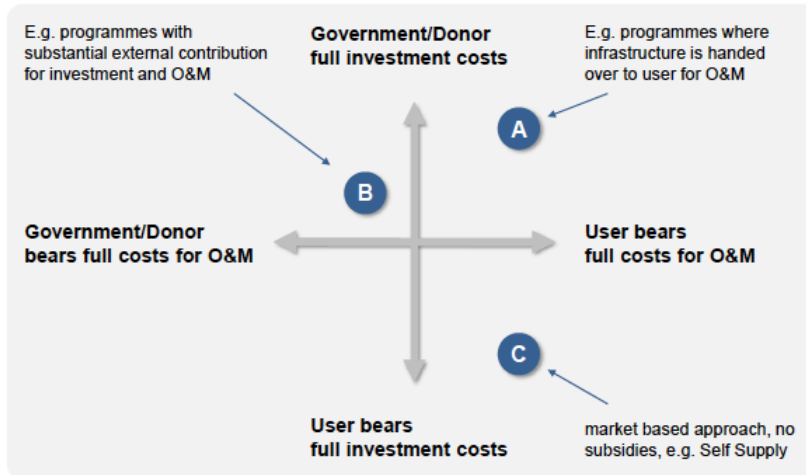 E.g. programmes with
substantial external contribution
for investment and O&M
Government/Donor
full investment costs
E.g. programmes where
infrastructure is handed
over to user for O&M
A
B
Government/Donor
bears full costs for O&M
User bears
full costs for O&M
C
User bears
full investment costs
market based approach, no
subsidies, e.g. Self Supply